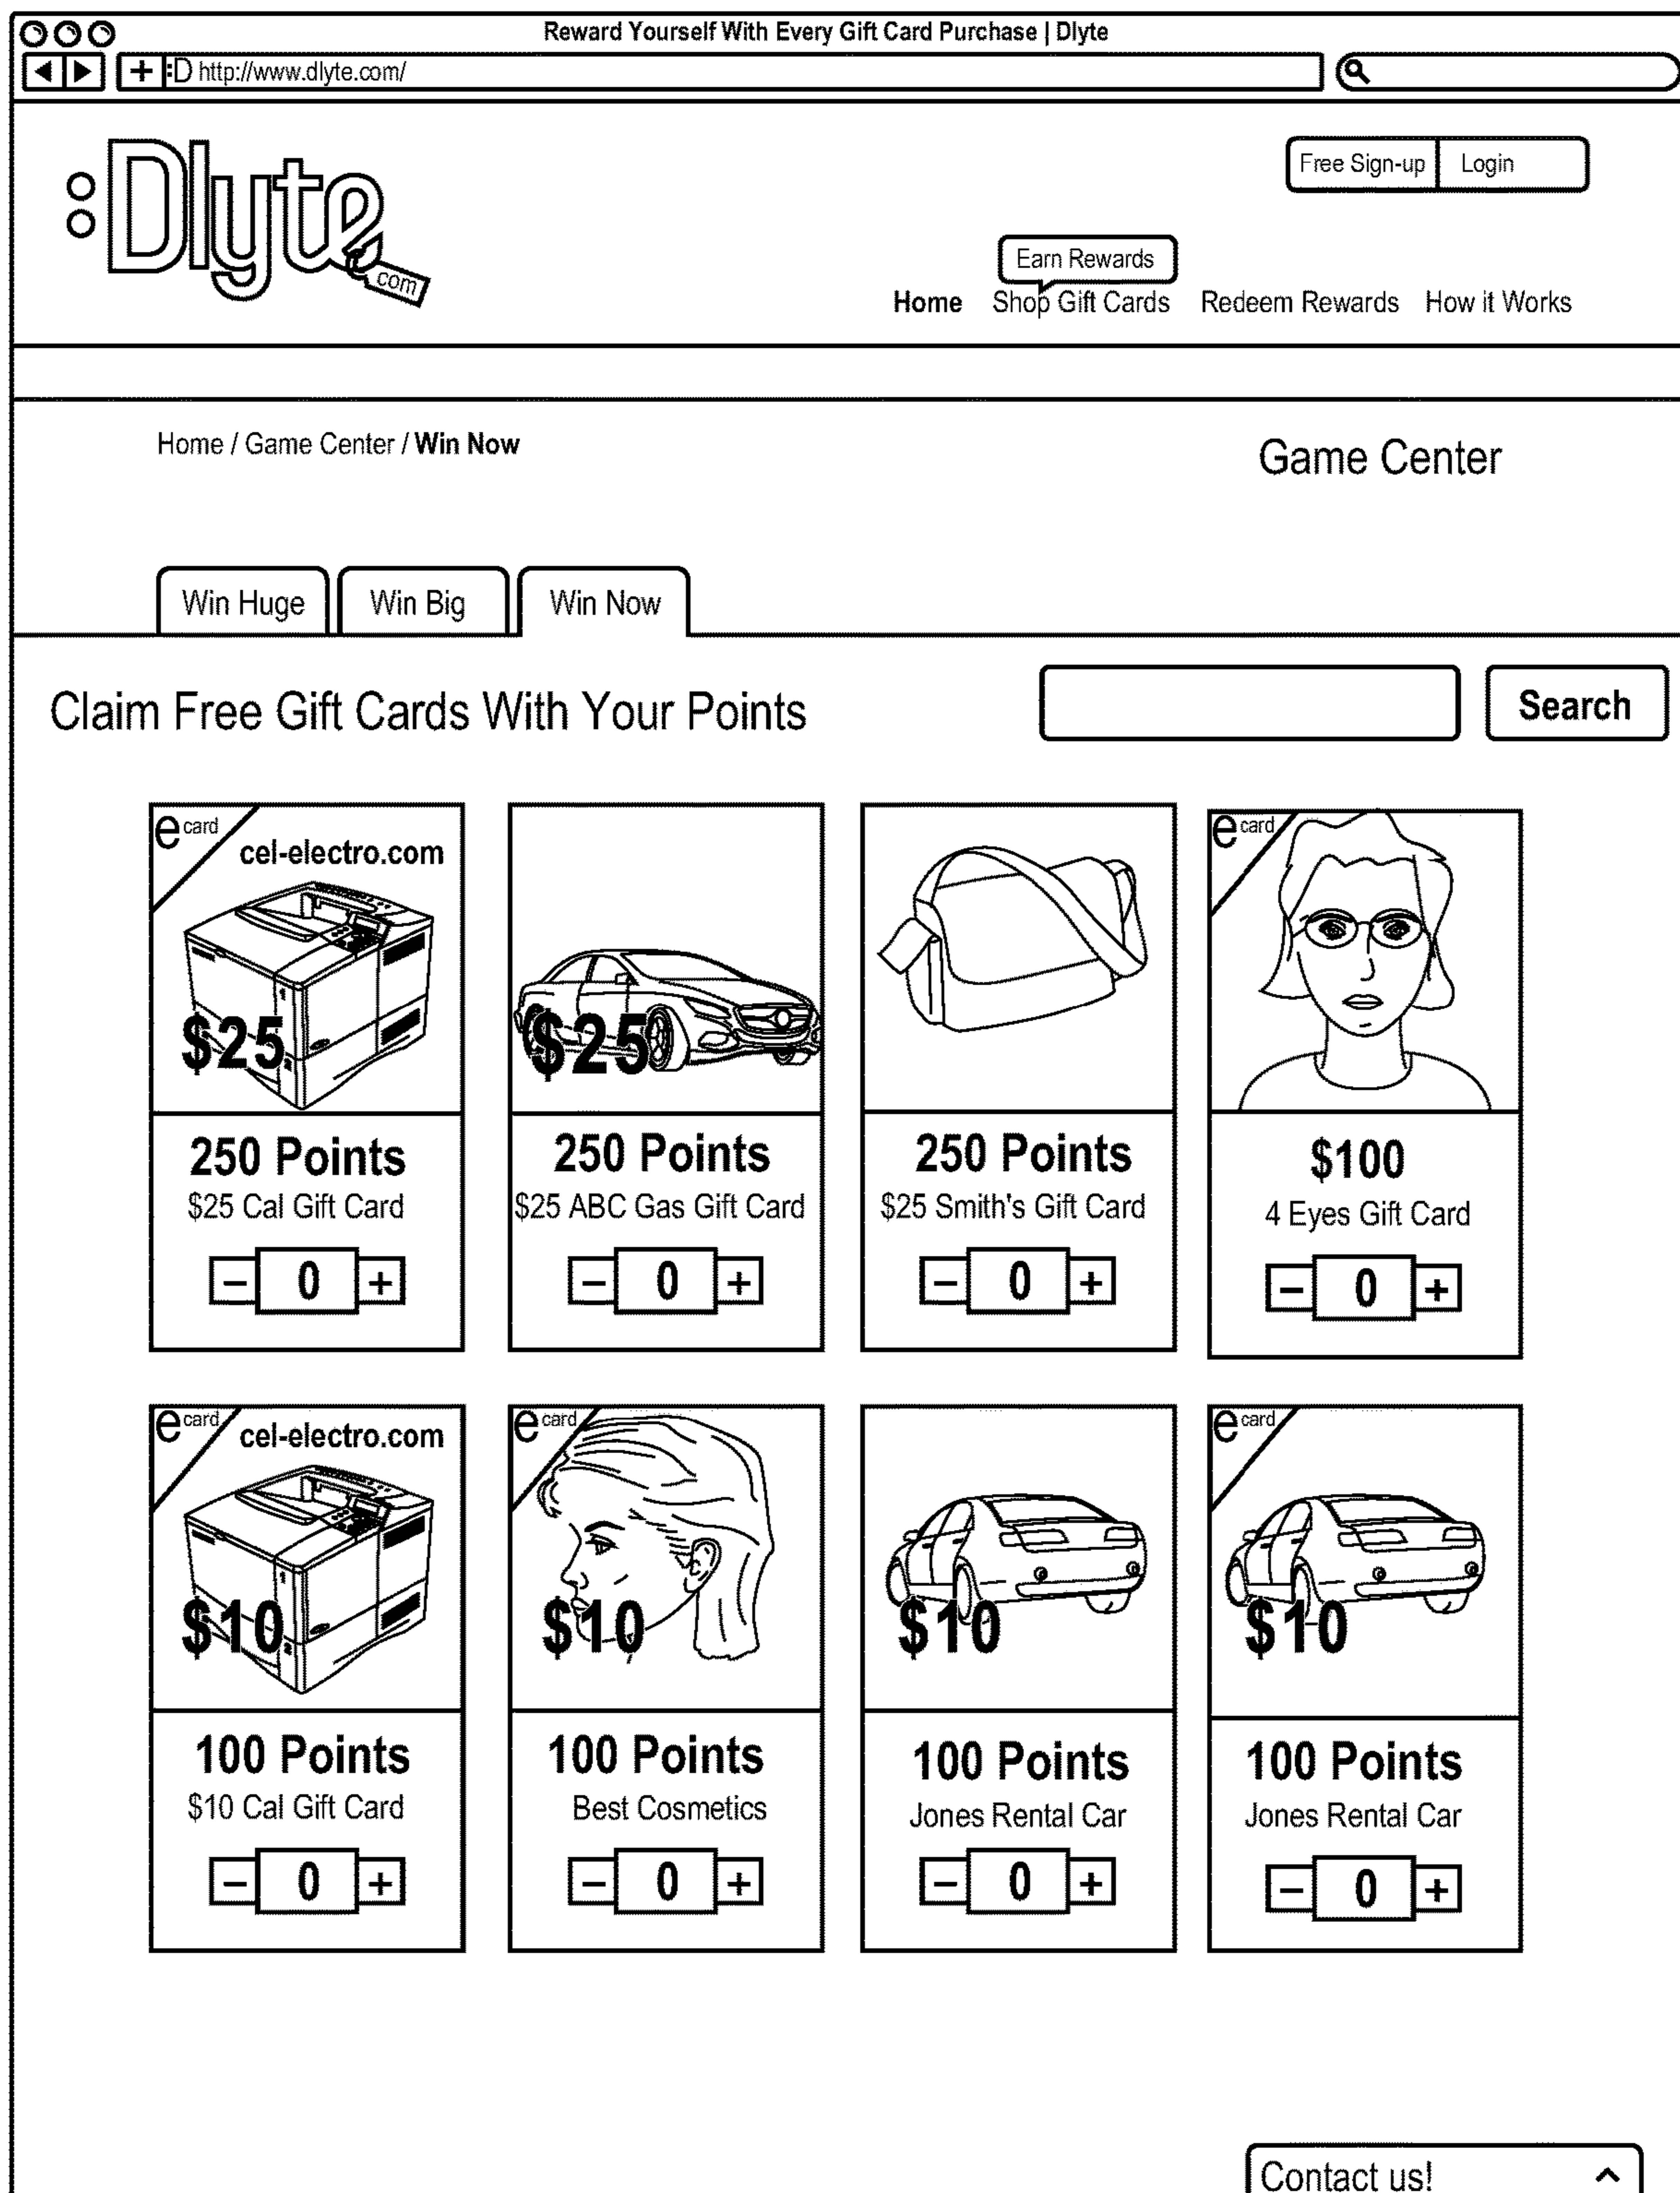 Reward Yourself With Every Gift Card Purchase | Dlyte
+ :D http://www.dlyte.com/
:Dlyte
com
Free Sign-up Login
Earn Rewards
Home Shop Gift Cards Redeem Rewards How it Works
Home / Game Center / Win Now
Game Center
Win Huge Win Big Win Now
Claim Free Gift Cards With Your Points
Search
e card
cel-electro.com
$25
250 Points
$25 Cal Gift Card
− 0 +
$25
250 Points
$25 ABC Gas Gift Card
− 0 +
250 Points
$25 Smith's Gift Card
− 0 +
e card
$100
4 Eyes Gift Card
− 0 +
e card
cel-electro.com
$10
100 Points
$10 Cal Gift Card
− 0 +
e card
$10
100 Points
Best Cosmetics
− 0 +
$10
100 Points
Jones Rental Car
− 0 +
e card
$10
100 Points
Jones Rental Car
− 0 +
Contact us!